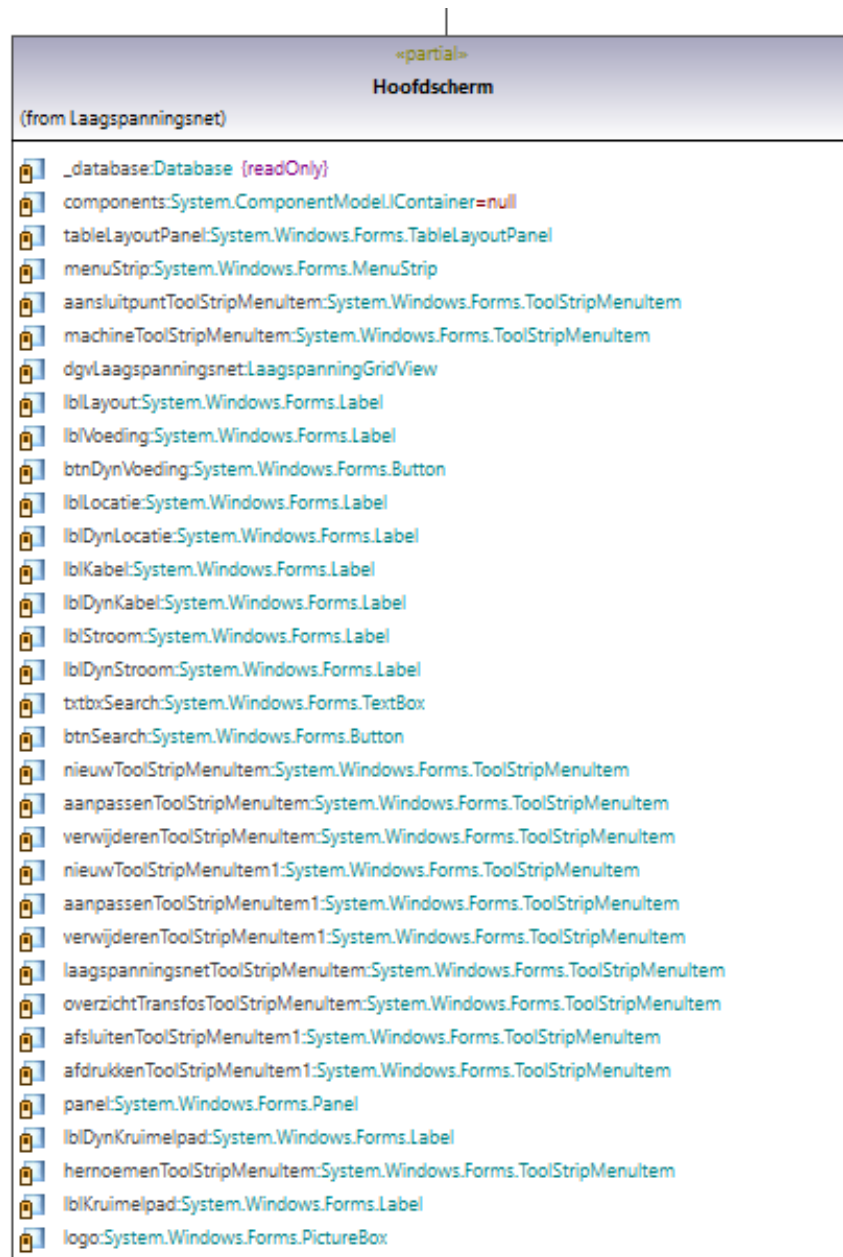 «partial»
Hoofdscherm
(from Laagspanningsnet)
_database:Database {readOnly}
components:System.ComponentModel.IContainer=null
tableLayoutPanel:System.Windows.Forms.TableLayoutPanel
menuStrip:System.Windows.Forms.MenuStrip
aansluitpuntToolStripMenuItem:System.Windows.Forms.ToolStripMenuItem
machineToolStripMenuItem:System.Windows.Forms.ToolStripMenuItem
dgvLaagspanningsnet:LaagspanningGridView
lblLayout:System.Windows.Forms.Label
lblVoeding:System.Windows.Forms.Label
btnDynVoeding:System.Windows.Forms.Button
lblLocatie:System.Windows.Forms.Label
lblDynLocatie:System.Windows.Forms.Label
lblKabel:System.Windows.Forms.Label
lblDynKabel:System.Windows.Forms.Label
lblStroom:System.Windows.Forms.Label
lblDynStroom:System.Windows.Forms.Label
txtbxSearch:System.Windows.Forms.TextBox
btnSearch:System.Windows.Forms.Button
nieuwToolStripMenuItem:System.Windows.Forms.ToolStripMenuItem
aanpassenToolStripMenuItem:System.Windows.Forms.ToolStripMenuItem
verwijderenToolStripMenuItem:System.Windows.Forms.ToolStripMenuItem
nieuwToolStripMenuItem1:System.Windows.Forms.ToolStripMenuItem
aanpassenToolStripMenuItem1:System.Windows.Forms.ToolStripMenuItem
verwijderenToolStripMenuItem1:System.Windows.Forms.ToolStripMenuItem
laagspanningsnetToolStripMenuItem:System.Windows.Forms.ToolStripMenuItem
overzichtTransfosToolStripMenuItem:System.Windows.Forms.ToolStripMenuItem
afsluitenToolStripMenuItem1:System.Windows.Forms.ToolStripMenuItem
afdrukkenToolStripMenuItem1:System.Windows.Forms.ToolStripMenuItem
panel:System.Windows.Forms.Panel
lblDynKruimelpad:System.Windows.Forms.Label
hernoemenToolStripMenuItem:System.Windows.Forms.ToolStripMenuItem
lblKruimelpad:System.Windows.Forms.Label
logo:System.Windows.Forms.PictureBox